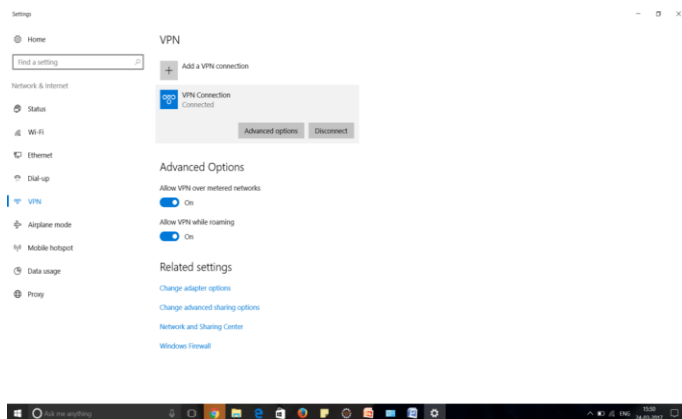 Settings
Home
Find a setting
Network & Internet
Status
Wi-Fi
Ethernet
Dial-up
VPN
Airplane mode
Mobile hotspot
Data usage
Proxy
VPN
Add a VPN connection
VPN Connection
Connected
Advanced options Disconnect
Advanced Options
Allow VPN over metered networks
On
Allow VPN while roaming
On
Related settings
Change adapter options
Change advanced sharing options
Network and Sharing Center
Windows Firewall
Ask me anything
ENG
15:50
24-03-2017